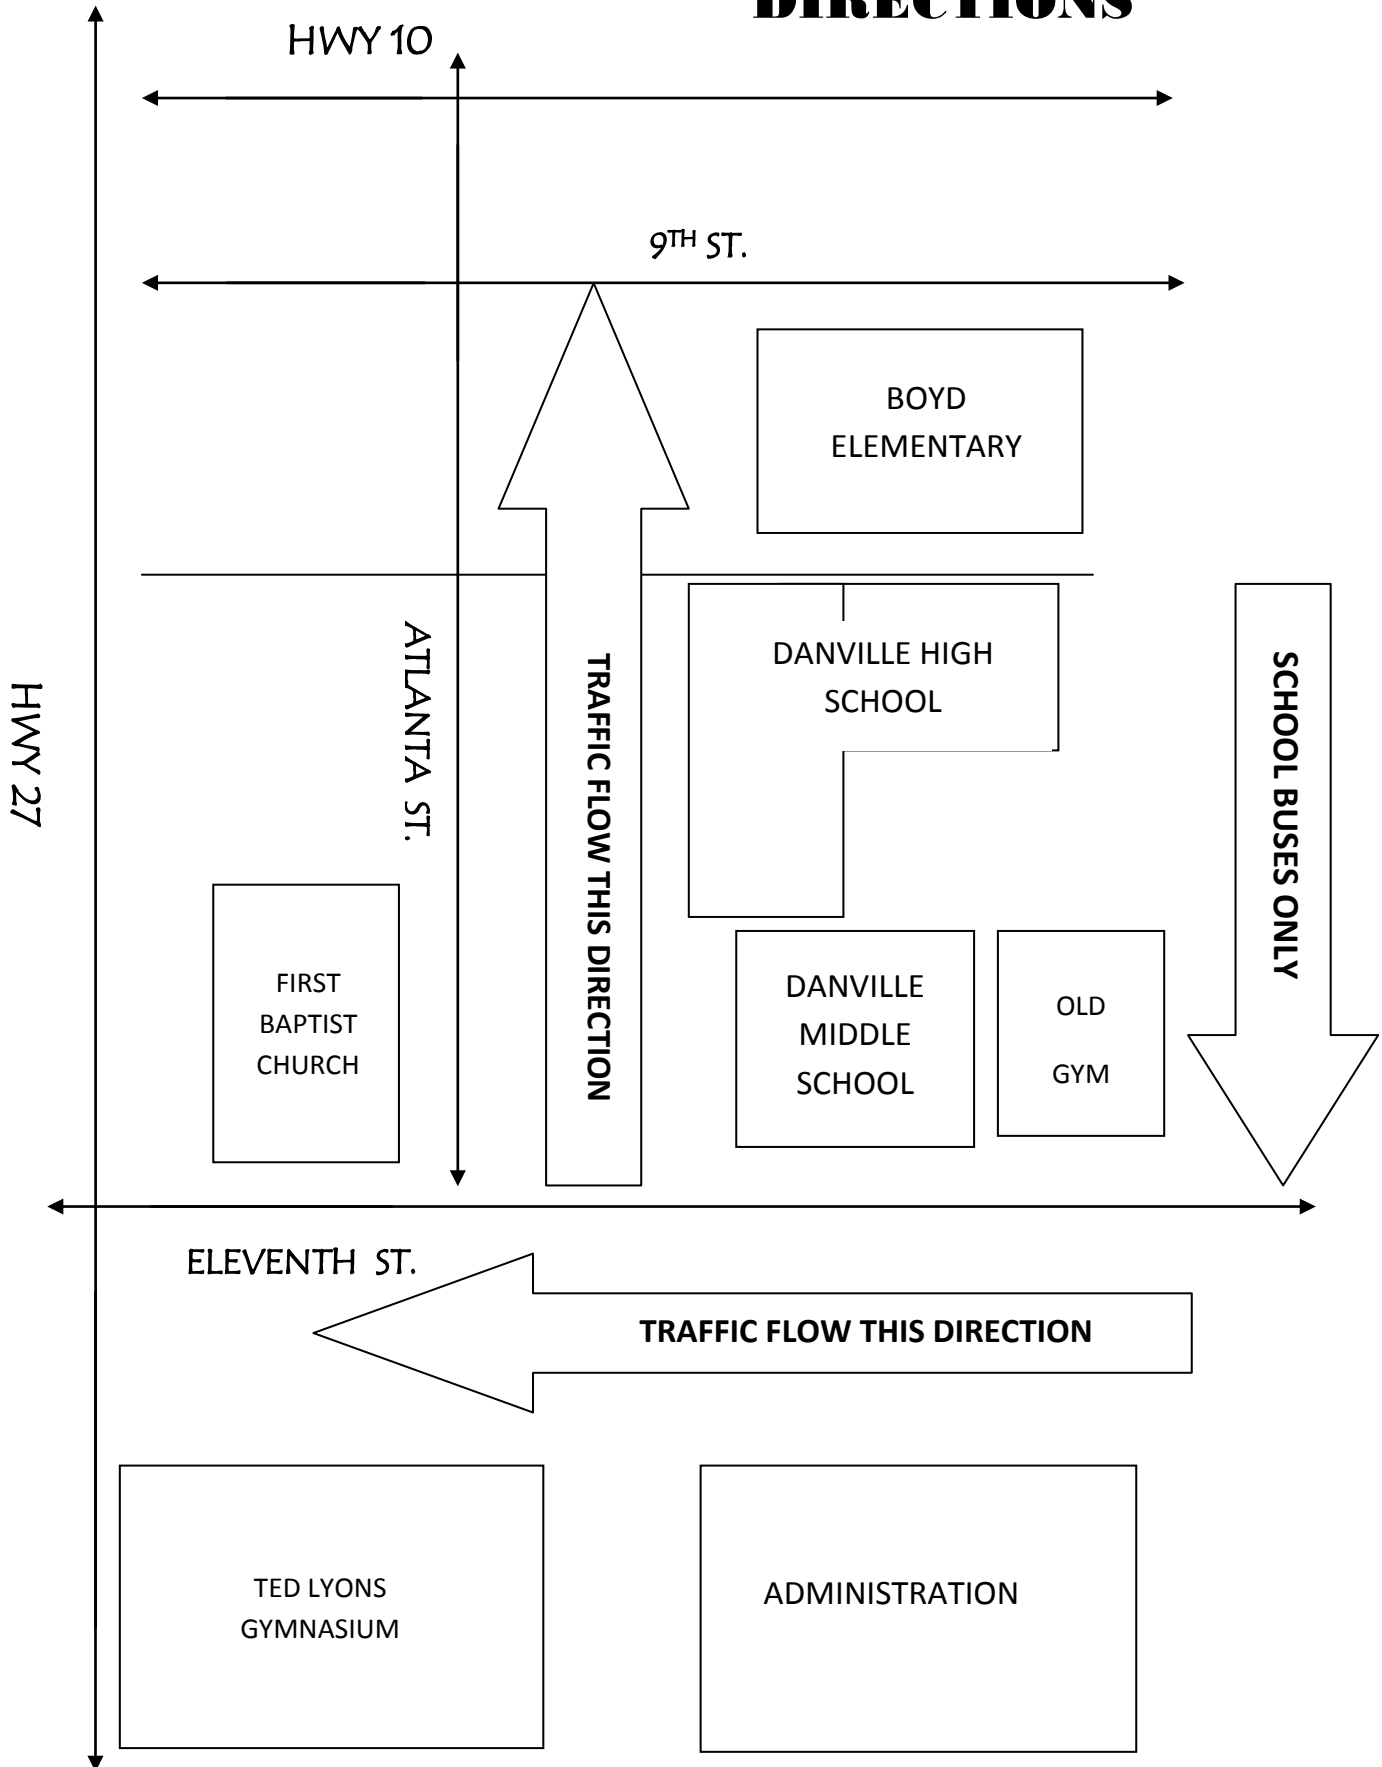 DIRECTIONS
HWY 10
9TH ST.
BOYD
ELEMENTARY
HWY 27
ATLANTA ST.
TRAFFIC FLOW THIS DIRECTION
DANVILLE HIGH
SCHOOL
SCHOOL BUSES ONLY
FIRST
BAPTIST
CHURCH
DANVILLE
MIDDLE
SCHOOL
OLD
GYM
ELEVENTH ST.
TRAFFIC FLOW THIS DIRECTION
TED LYONS
GYMNASIUM
ADMINISTRATION